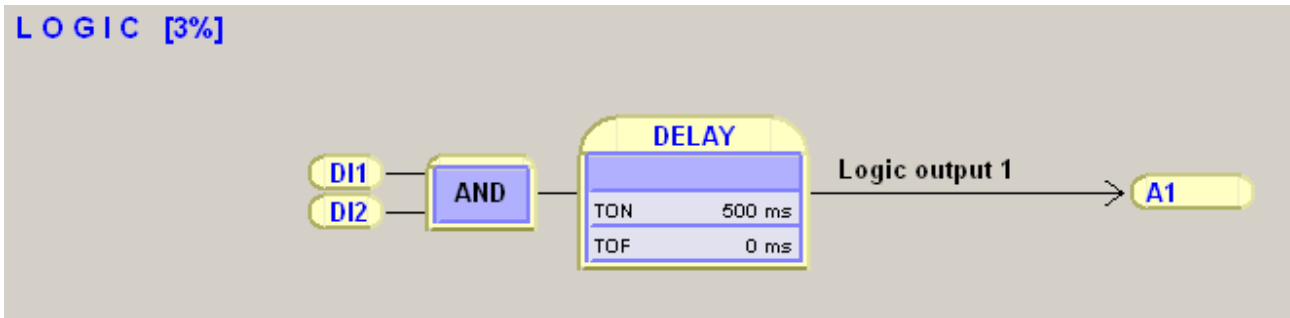 LOGIC [3%]
DELAY
DI1
DI2
AND
TON 500 ms
TOF 0 ms
Logic output 1
A1